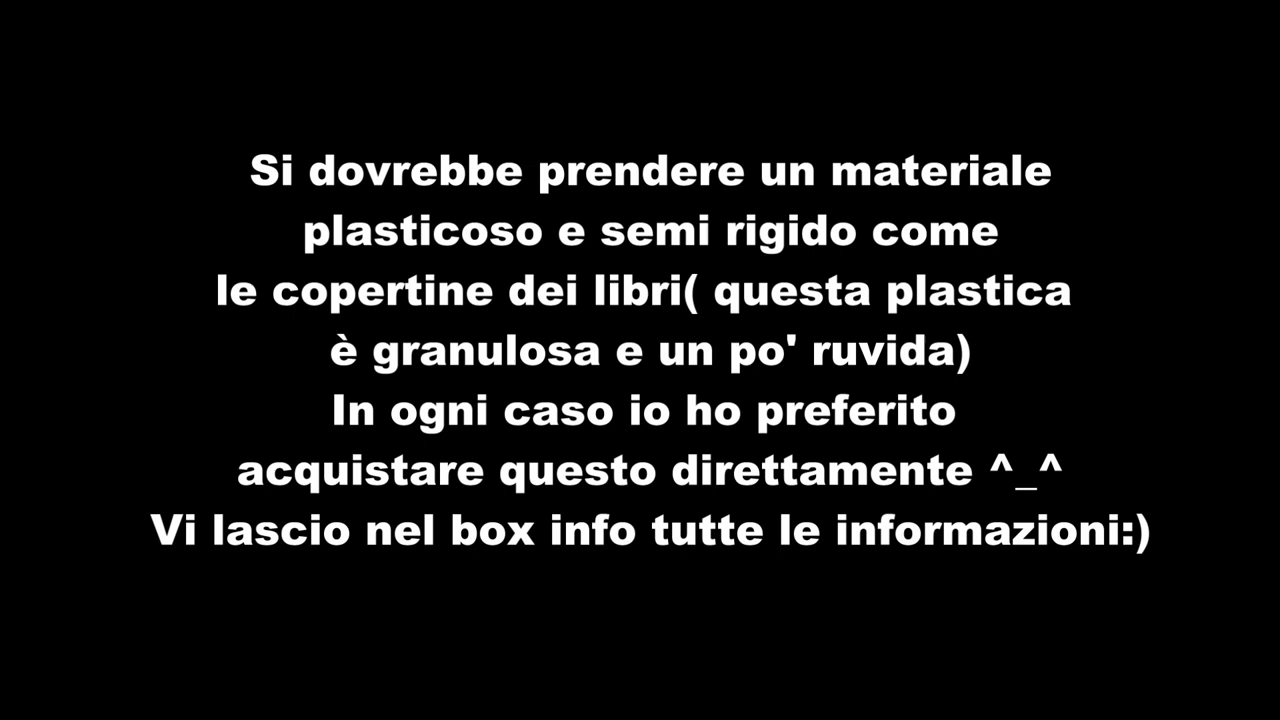 Si dovrebbe prendere un materiale
plasticoso e semi rigido come
le copertine dei libri( questa plastica
è granulosa e un po' ruvida)
In ogni caso io ho preferito
acquistare questo direttamente ^_^
Vi lascio nel box info tutte le informazioni:)